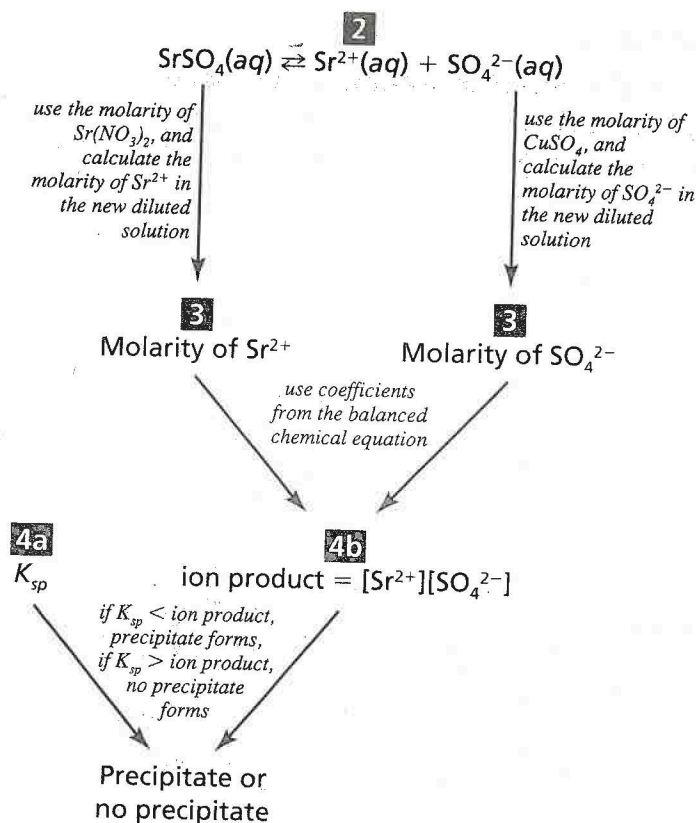 2
SrSO₄(aq) ⇄ Sr²⁺(aq) + SO₄²⁻(aq)
use the molarity of
Sr(NO₃)₂, and
calculate the
molarity of Sr²⁺ in
the new diluted
solution
use the molarity of
CuSO₄, and
calculate the
molarity of SO₄²⁻ in
the new diluted
solution
3
Molarity of Sr²⁺
3
Molarity of SO₄²⁻
use coefficients
from the balanced
chemical equation
4a
Kₛₚ
4b
ion product = [Sr²⁺][SO₄²⁻]
if Kₛₚ < ion product,
precipitate forms,
if Kₛₚ > ion product,
no precipitate
forms
Precipitate or
no precipitate